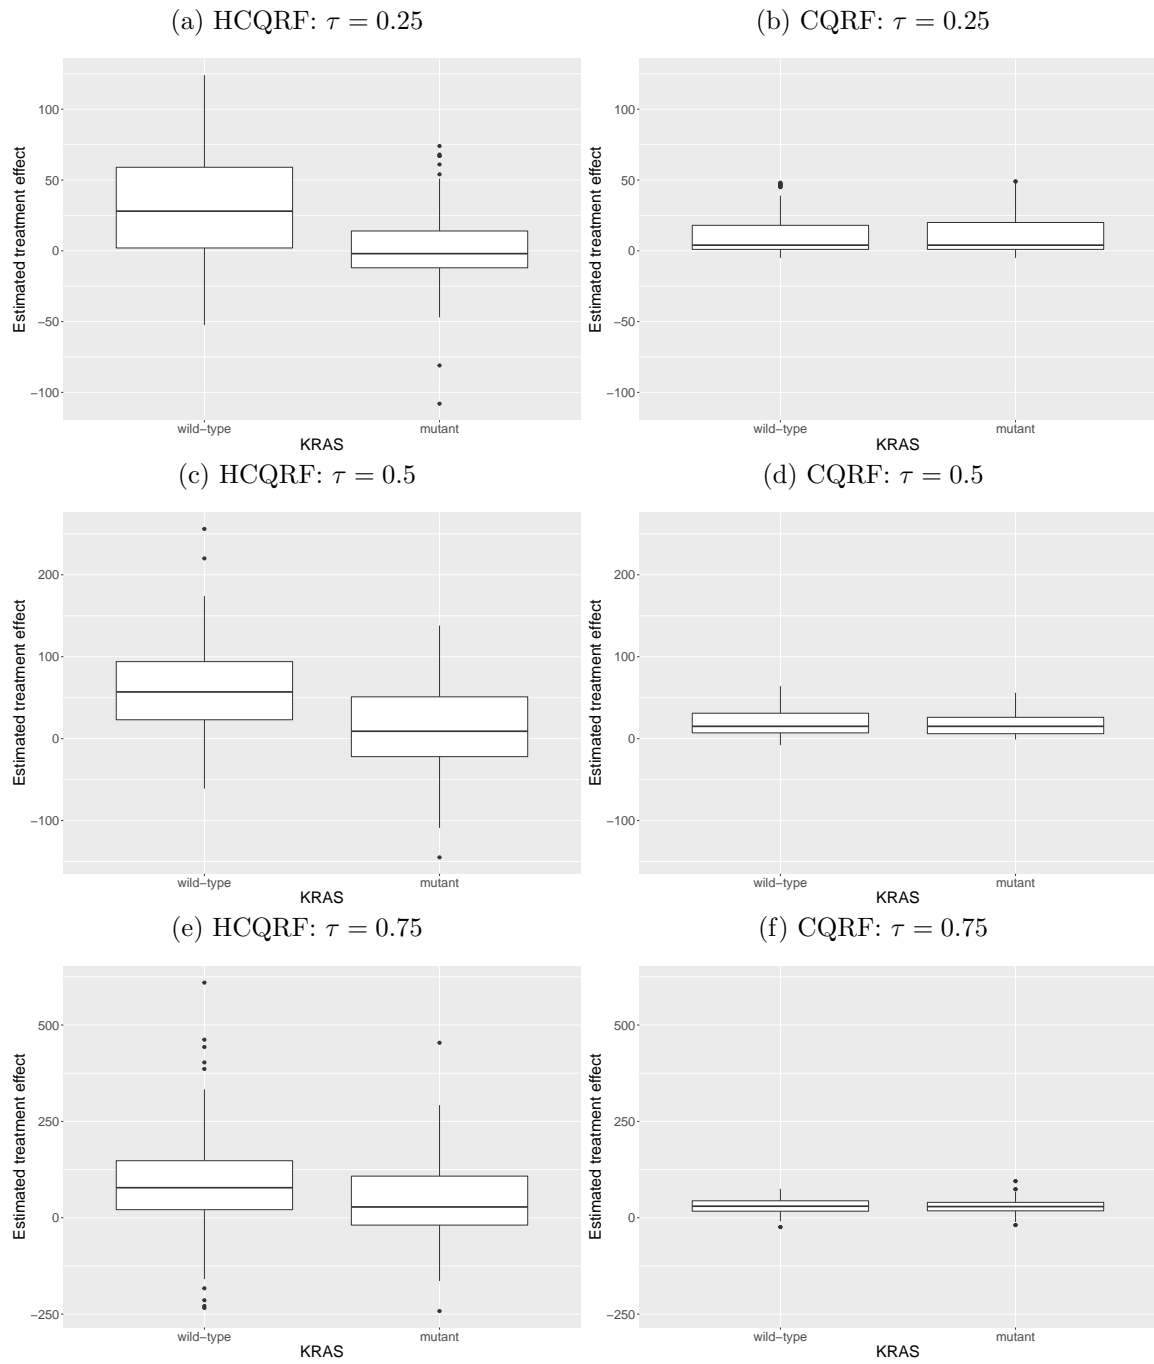 (a) HCQRF: τ = 0.25
Estimated treatment effect
100
50
0
−50
−100
wild−type
mutant
KRAS
(b) CQRF: τ = 0.25
Estimated treatment effect
100
50
0
−50
−100
wild−type
mutant
KRAS
(c) HCQRF: τ = 0.5
Estimated treatment effect
200
100
0
−100
wild−type
mutant
KRAS
(d) CQRF: τ = 0.5
Estimated treatment effect
200
100
0
−100
wild−type
mutant
KRAS
(e) HCQRF: τ = 0.75
Estimated treatment effect
500
250
0
−250
wild−type
mutant
KRAS
(f) CQRF: τ = 0.75
Estimated treatment effect
500
250
0
−250
wild−type
mutant
KRAS